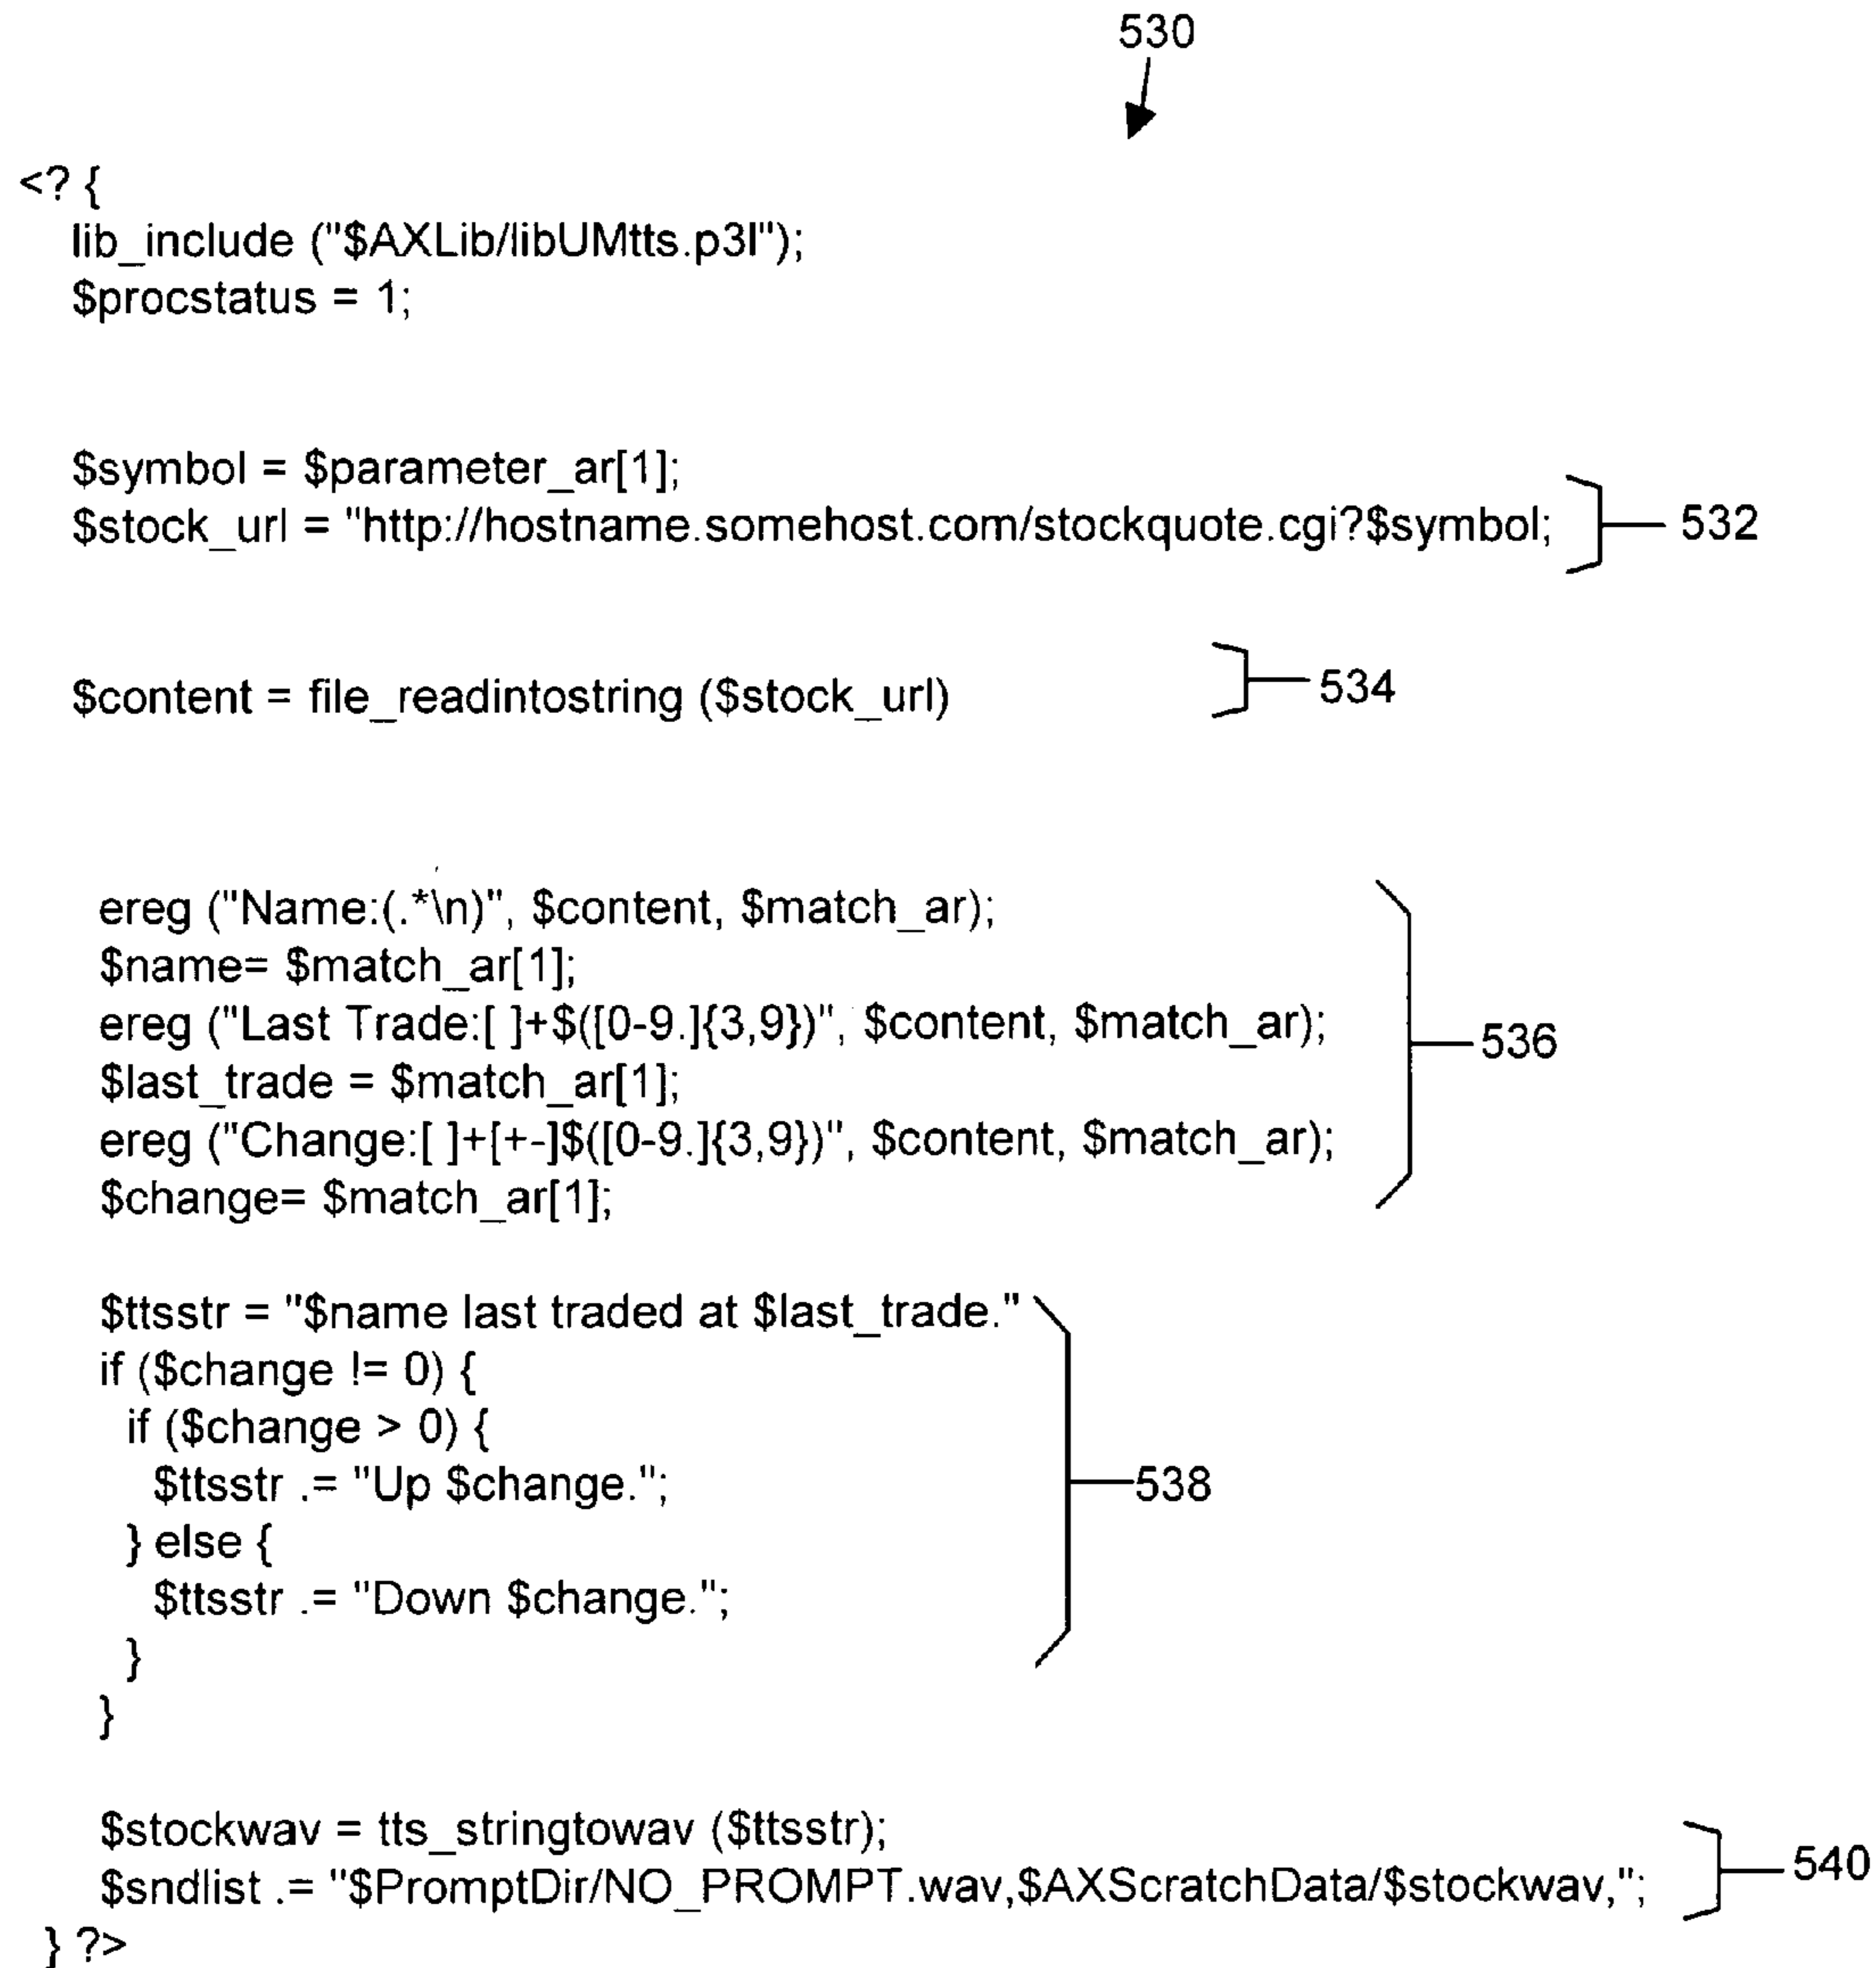 530
<? {
lib_include ("$AXLib/libUMtts.p3l");
$procstatus = 1;
$symbol = $parameter_ar[1];
$stock_url = "http://hostname.somehost.com/stockquote.cgi?$symbol;
532
$content = file_readintostring ($stock_url)
534
ereg ("Name:(.*\n)", $content, $match_ar);
$name= $match_ar[1];
ereg ("Last Trade:[ ]+$([0-9.]{3,9})", $content, $match_ar);
$last_trade = $match_ar[1];
ereg ("Change:[ ]+[+-]$([0-9.]{3,9})", $content, $match_ar);
$change= $match_ar[1];
536
$ttsstr = "$name last traded at $last_trade."
if ($change != 0) {
if ($change > 0) {
$ttsstr .= "Up $change.";
} else {
$ttsstr .= "Down $change.";
}
}
538
$stockwav = tts_stringtowav ($ttsstr);
$sndlist .= "$PromptDir/NO_PROMPT.wav,$AXScratchData/$stockwav,";
540
} ?>